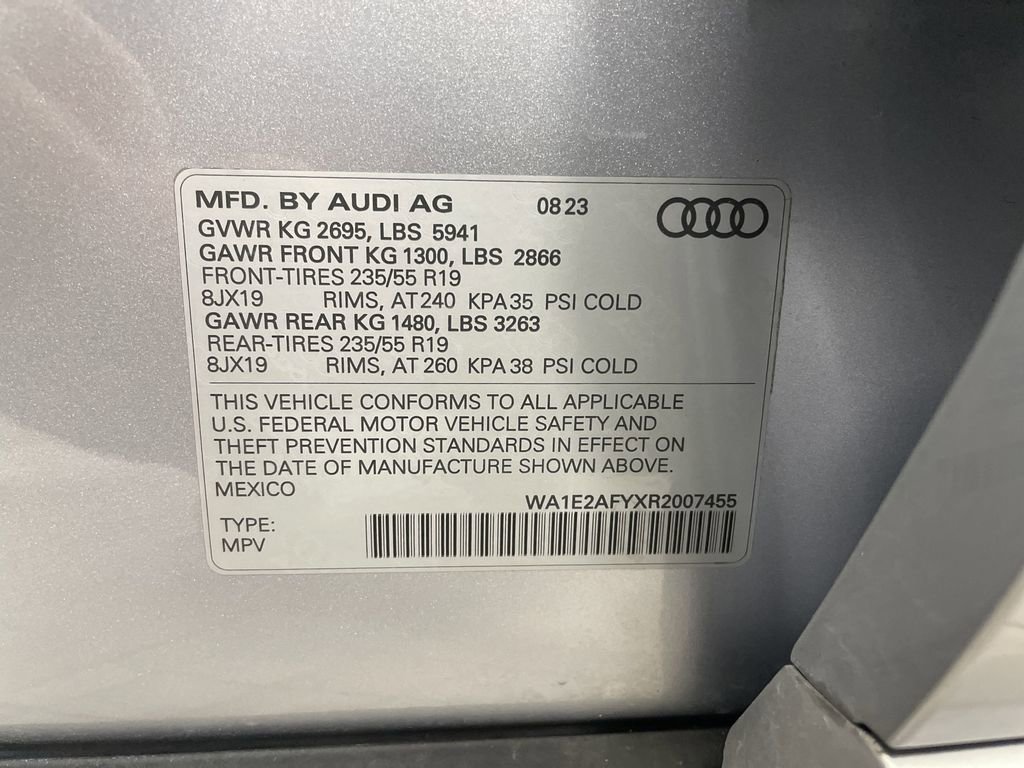 MFD. BY AUDI AG 08 23
GVWR KG 2695, LBS 5941
GAWR FRONT KG 1300, LBS 2866
FRONT-TIRES 235/55 R19
8JX19 RIMS, AT 240 KPA 35 PSI COLD
GAWR REAR KG 1480, LBS 3263
REAR-TIRES 235/55 R19
8JX19 RIMS, AT 260 KPA 38 PSI COLD
THIS VEHICLE CONFORMS TO ALL APPLICABLE
U.S. FEDERAL MOTOR VEHICLE SAFETY AND
THEFT PREVENTION STANDARDS IN EFFECT ON
THE DATE OF MANUFACTURE SHOWN ABOVE.
MEXICO
WA1E2AFYXR2007455
TYPE:
MPV